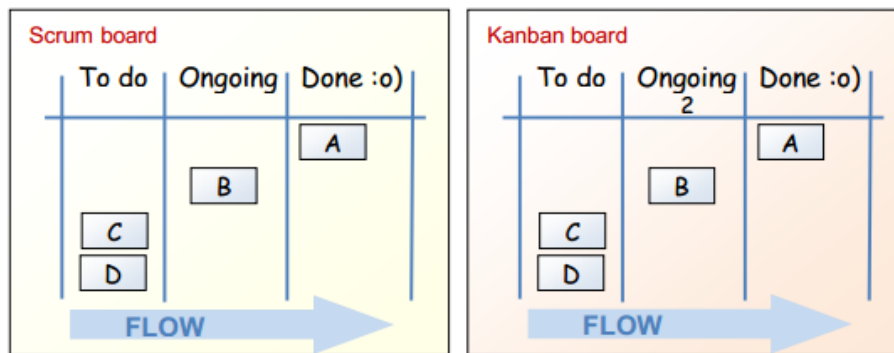 Scrum board
To do Ongoing Done :o)
A
B
C
D
FLOW
Kanban board
To do Ongoing Done :o)
2
A
B
C
D
FLOW